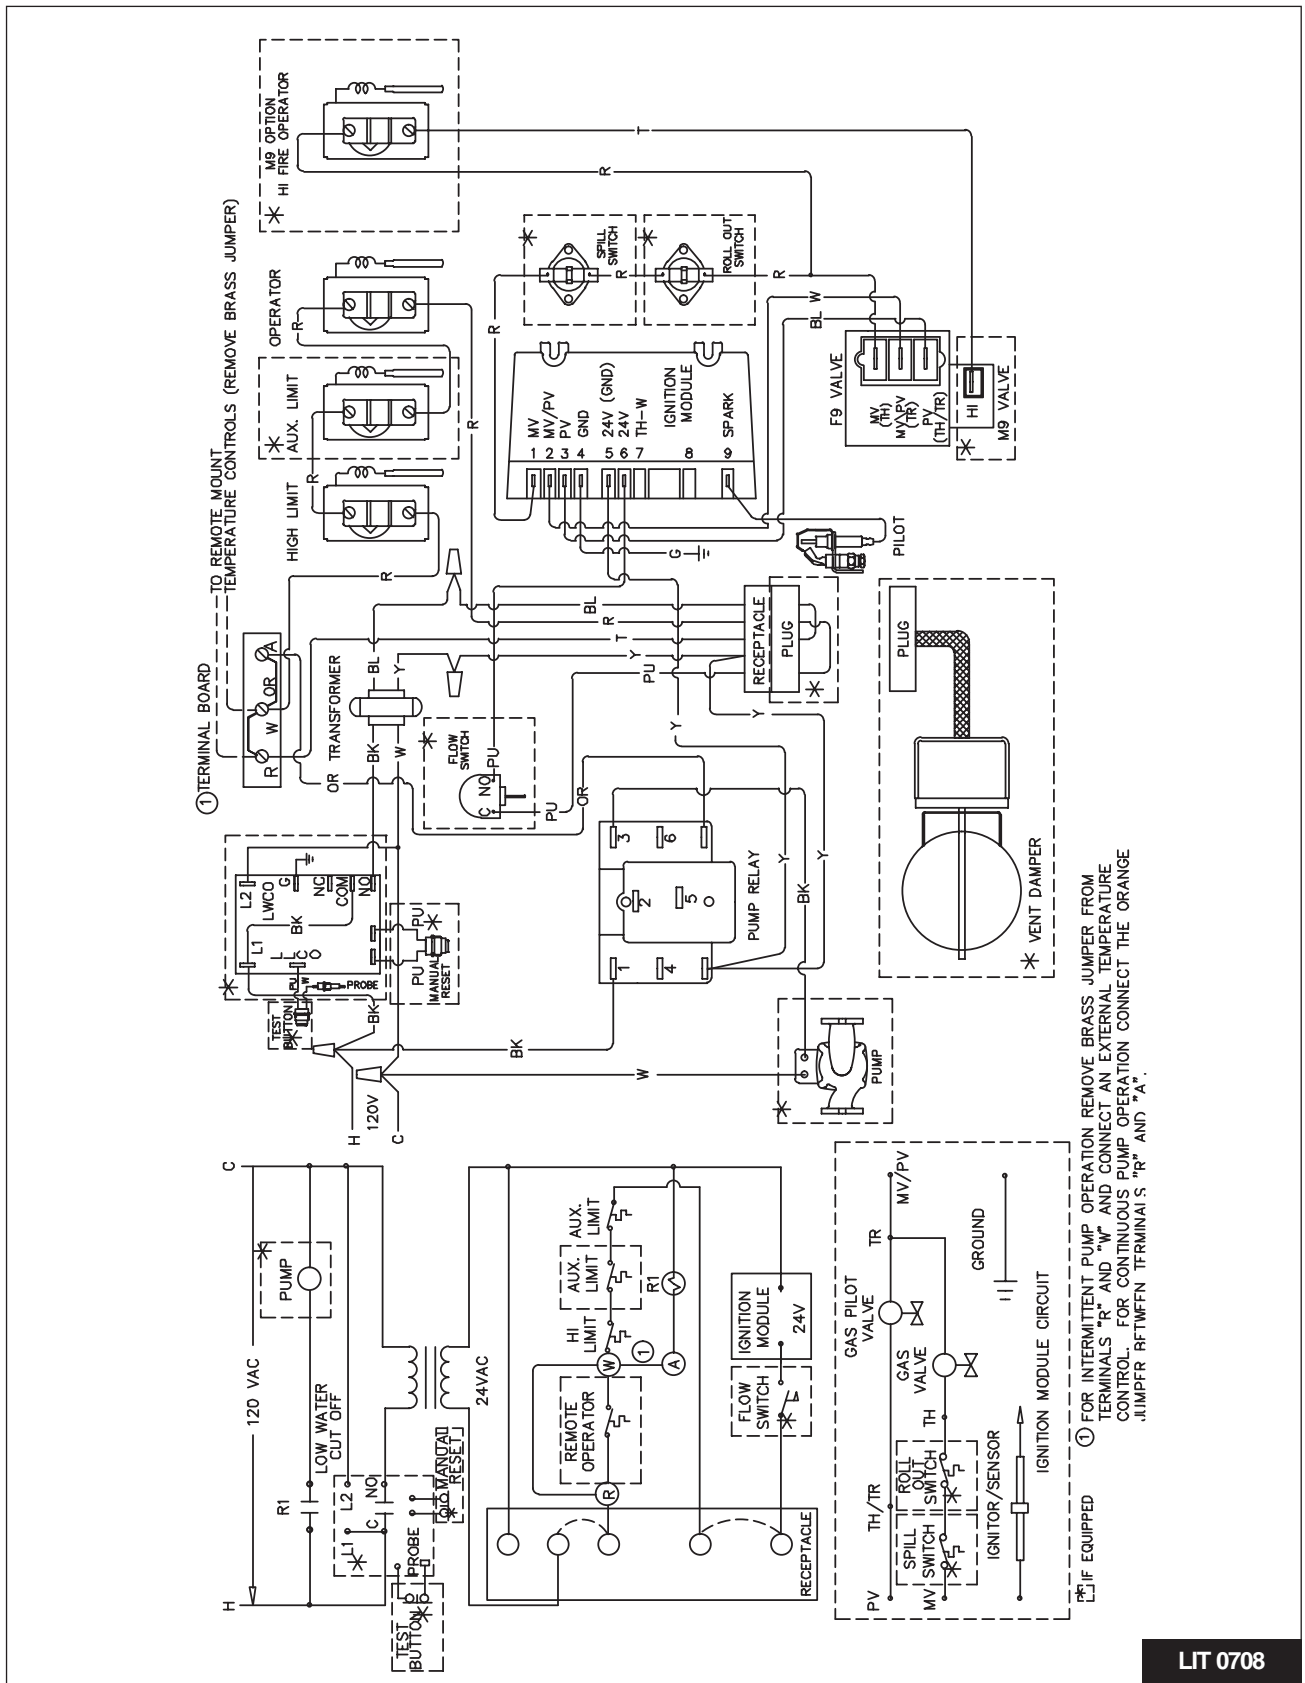 M9 OPTION
HI FIRE OPERATOR
I
R
TO REMOTE MOUNT
TEMPERATURE CONTROLS (REMOVE BRASS JUMPER)
OPERATOR
R
AUX. LIMIT
R
HIGH LIMIT
R
R
SPILL
SWITCH
ROLL OUT
SWITCH
R
R
R
BL
W
1 MV
2 MV/PV
3 PV
4 GND
5 24V (GND)
6 24V
7 TH-W
8
9 SPARK
IGNITION
MODULE
F9 VALVE
MV
(TH)
MV/PV
(TR)
PV
(TH/TR)
HI
M9 VALVE
G
PILOT
1 TERMINAL BOARD
R
W
OR
A
TRANSFORMER
OR
BL
Y
BK
W
FLOW
SWITCH
C
NO
PU
PU
OR
BL
R
T
Y
PU
RECEPTACLE
PLUG
Y
Y
PLUG
VENT DAMPER
L2
LWCO
G
NC
COM
NO
L1
BK
L
L
C
O
PU
W
PROBE
PU
PU
MANUAL
RESET
TEST
BUTTON
BK
3
6
2
5
1
4
PUMP RELAY
Y
Y
BK
BK
W
PUMP
H
120V
C
C
PUMP
120 VAC
R1
LOW WATER
CUT OFF
L2
NO
L1
C
MANUAL
RESET
PROBE
TEST
BUTTON
H
24VAC
AUX.
LIMIT
AUX.
LIMIT
HI
LIMIT
R1
1
W
A
REMOTE
OPERATOR
R
IGNITION
MODULE
24V
FLOW
SWITCH
RECEPTACLE
MV/PV
TR
GAS PILOT
VALVE
GAS
VALVE
GROUND
TH/TR
TH
ROLL
OUT
SWITCH
SPILL
SWITCH
PV
MV
IGNITOR/SENSOR
IGNITION MODULE CIRCUIT
IF EQUIPPED
1 FOR INTERMITTENT PUMP OPERATION REMOVE BRASS JUMPER FROM
TERMINALS "R" AND "W" AND CONNECT AN EXTERNAL TEMPERATURE
CONTROL. FOR CONTINUOUS PUMP OPERATION CONNECT THE ORANGE
JUMPER BETWEEN TERMINALS "R" AND "A".
LIT 0708